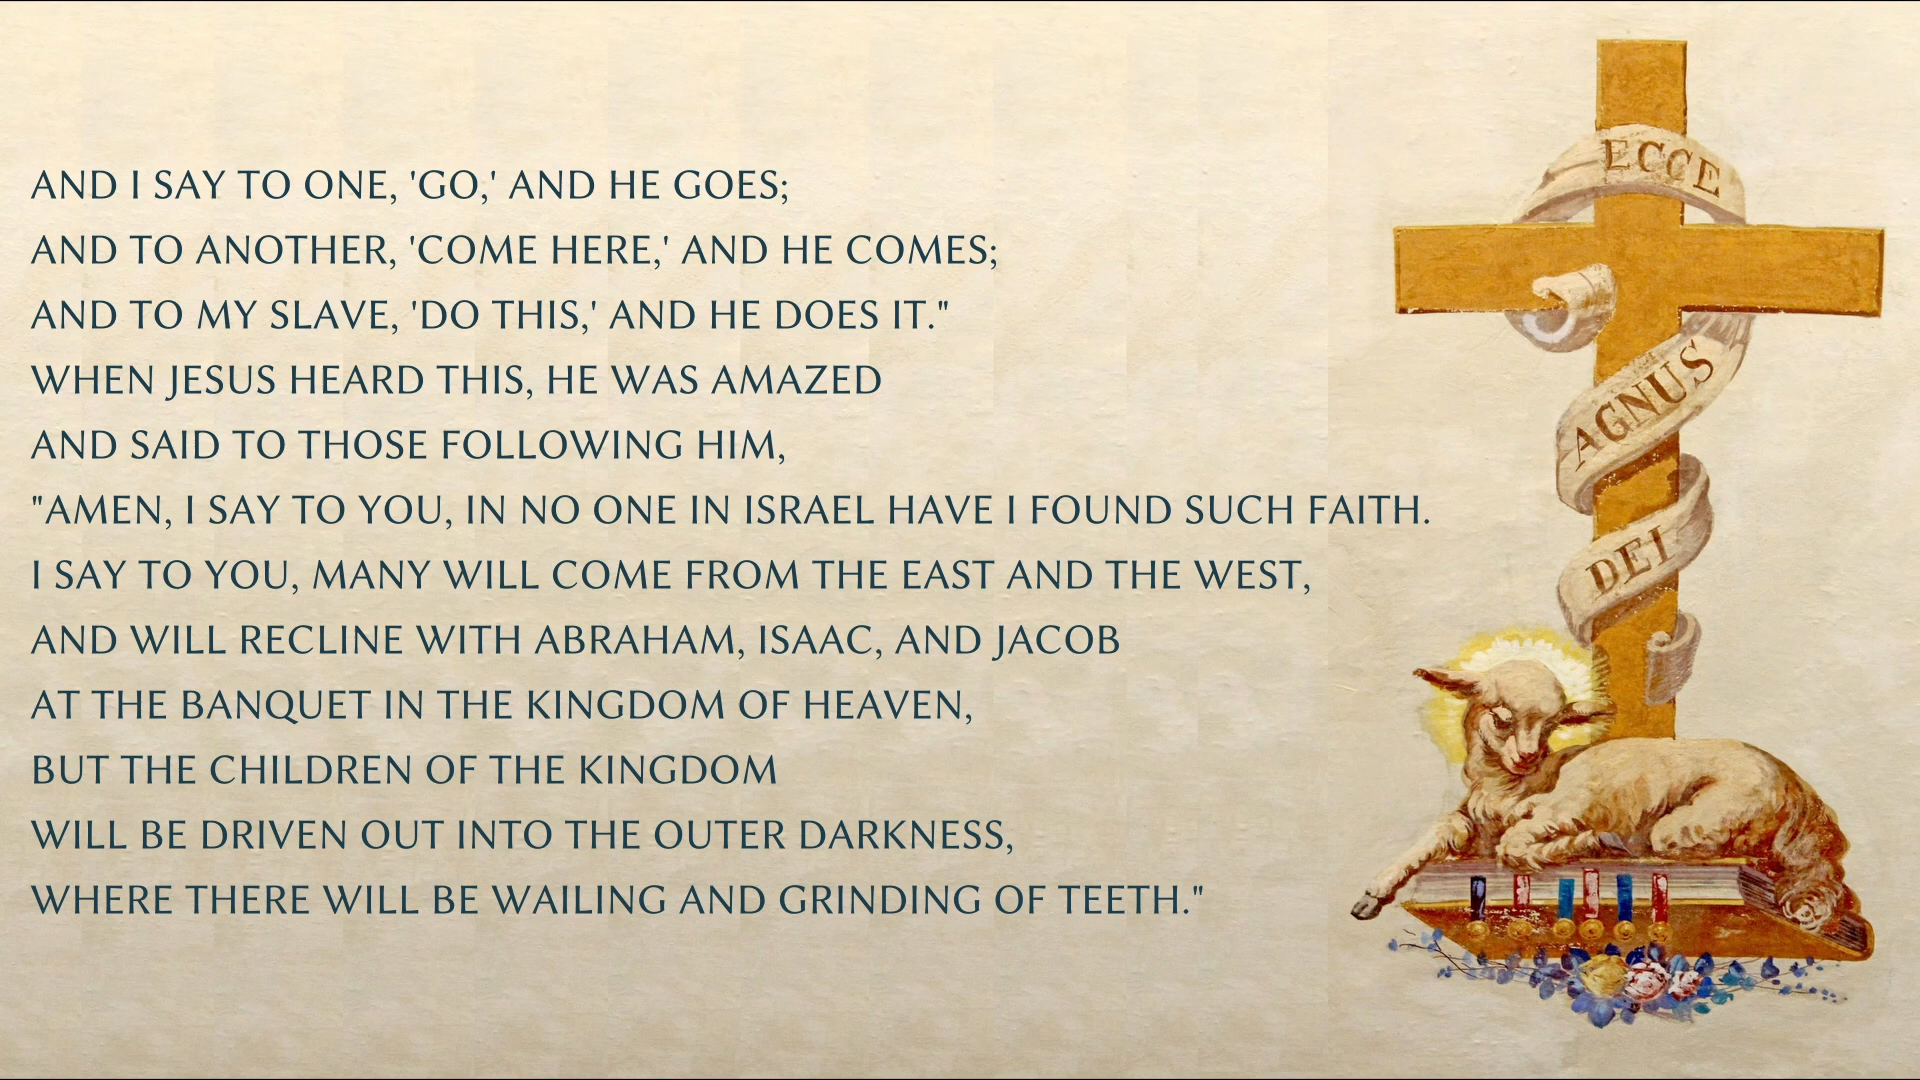 AND I SAY TO ONE, 'GO,' AND HE GOES;
AND TO ANOTHER, 'COME HERE,' AND HE COMES;
AND TO MY SLAVE, 'DO THIS,' AND HE DOES IT."
WHEN JESUS HEARD THIS, HE WAS AMAZED
AND SAID TO THOSE FOLLOWING HIM,
"AMEN, I SAY TO YOU, IN NO ONE IN ISRAEL HAVE I FOUND SUCH FAITH.
I SAY TO YOU, MANY WILL COME FROM THE EAST AND THE WEST,
AND WILL RECLINE WITH ABRAHAM, ISAAC, AND JACOB
AT THE BANQUET IN THE KINGDOM OF HEAVEN,
BUT THE CHILDREN OF THE KINGDOM
WILL BE DRIVEN OUT INTO THE OUTER DARKNESS,
WHERE THERE WILL BE WAILING AND GRINDING OF TEETH."
ECCE
AGNUS
DEI